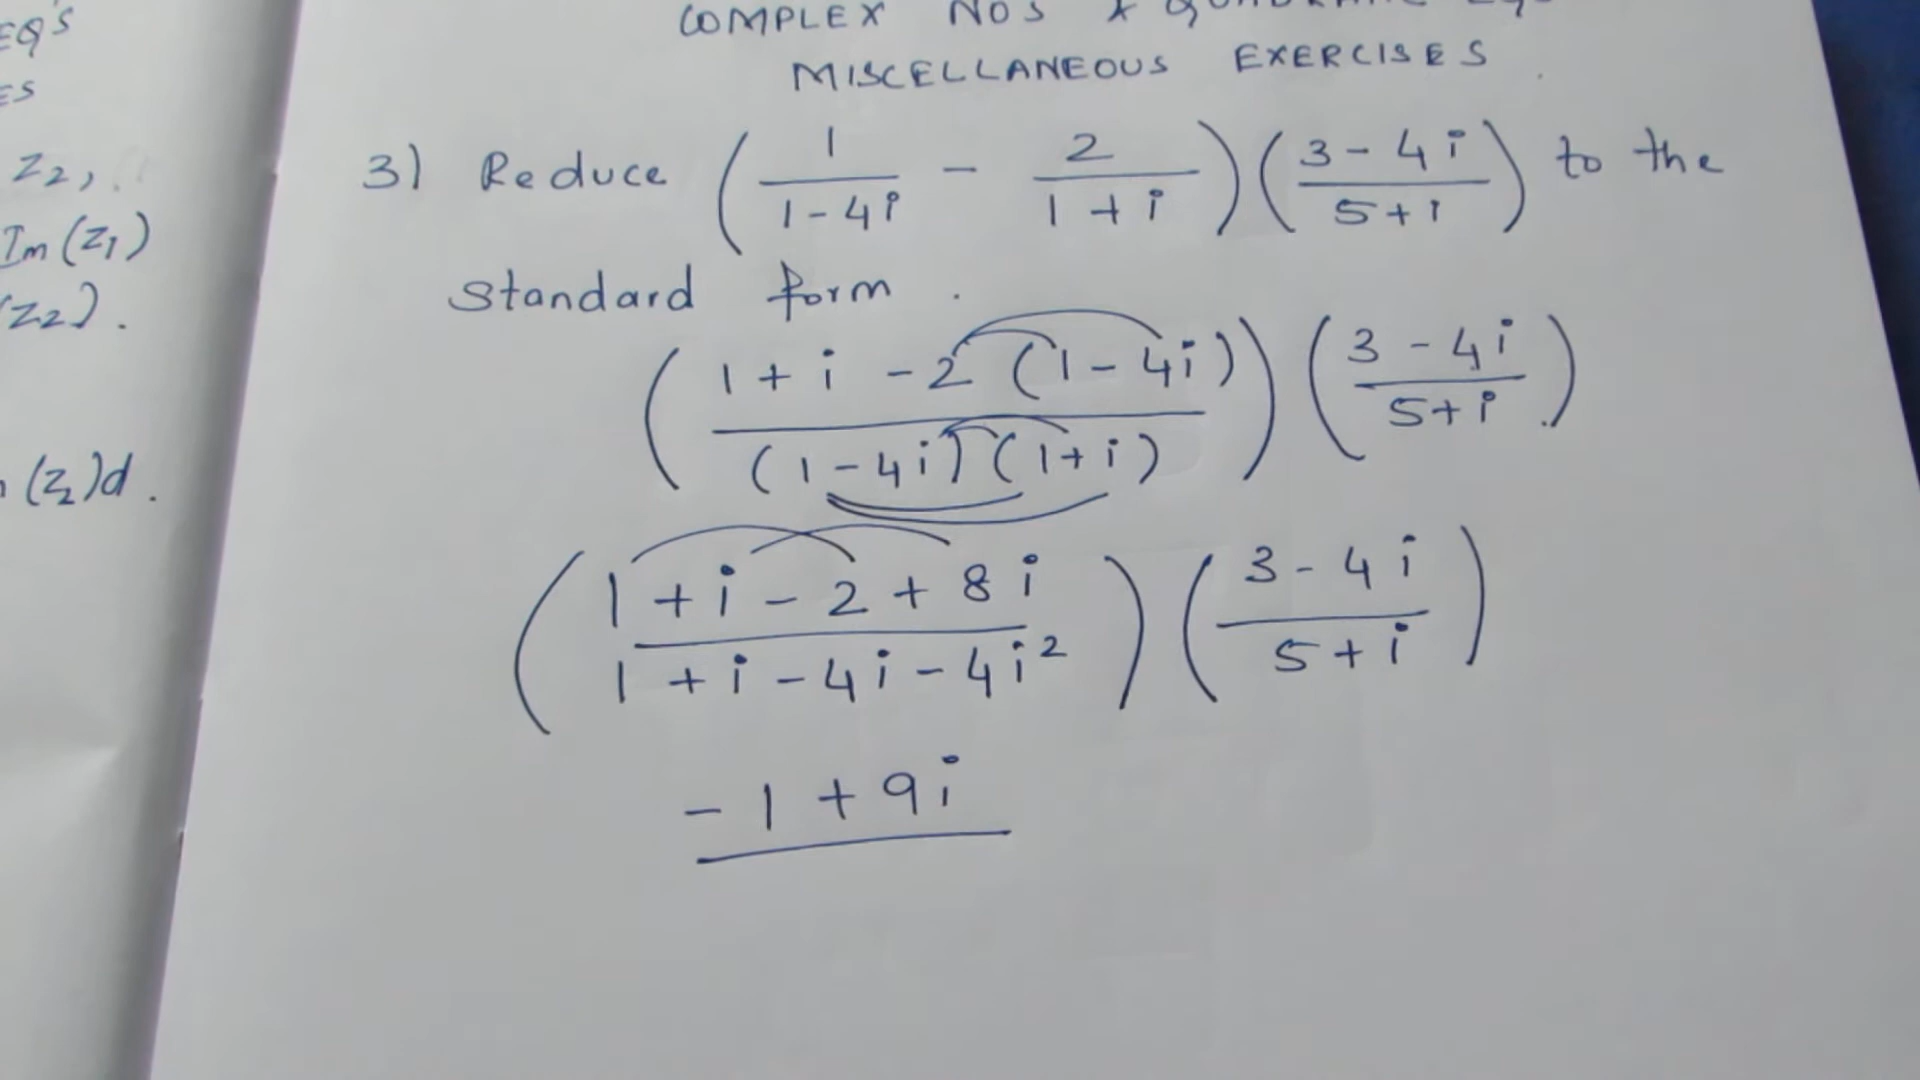 EQ'S
ES
Z2,
Im (Z1)
(Z2).
(Z2)d.
COMPLEX NOS &
MISCELLANEOUS EXERCISES
3) Reduce (1/(1-4i) - 2/(1+i)) ((3-4i)/(5+i)) to the
standard form.
((1+i-2(1-4i))/((1-4i)(1+i))) ((3-4i)/(5+i))
((1+i-2+8i)/(1+i-4i-4i²)) ((3-4i)/(5+i))
-1+9i